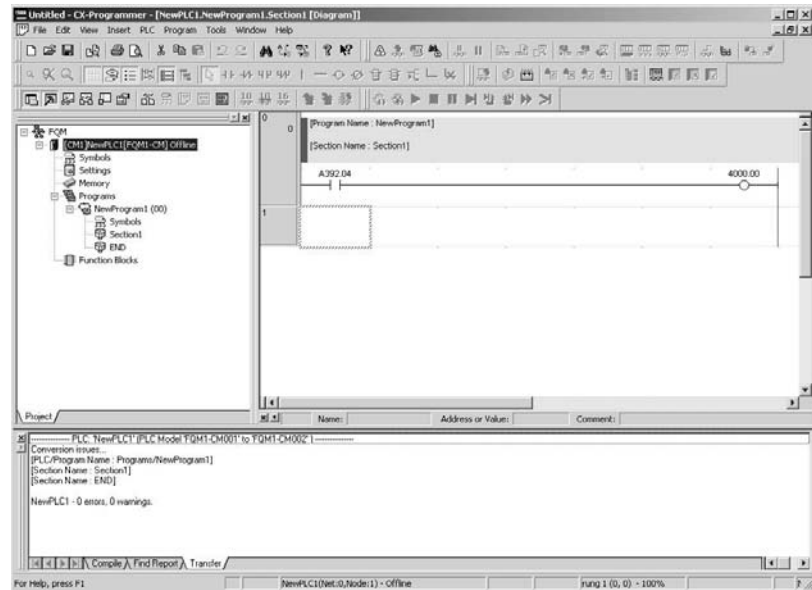 Untitled - CX-Programmer - [NewPLC1.NewProgram1.Section1 [Diagram]]
File Edit View Insert PLC Program Tools Window Help
FQM
[CM1]NewPLC1[FQM1-CM] Offline
Symbols
Settings
Memory
Programs
NewProgram1 (00)
Symbols
Section1
END
Function Blocks
Project
0
0
[Program Name : NewProgram1]
[Section Name : Section1]
A392.04
4000.00
1
Name:
Address or Value:
Comment:
PLC: 'NewPLC1' (PLC Model 'FQM1-CM001' to 'FQM1-CM002')
Conversion issues...
[PLC/Program Name : Programs/NewProgram1]
[Section Name : Section1]
[Section Name : END]
NewPLC1 - 0 errors, 0 warnings.
Compile
Find Report
Transfer
For Help, press F1
NewPLC1(Net:0,Node:1) - Offline
rung 1 (0, 0) - 100%